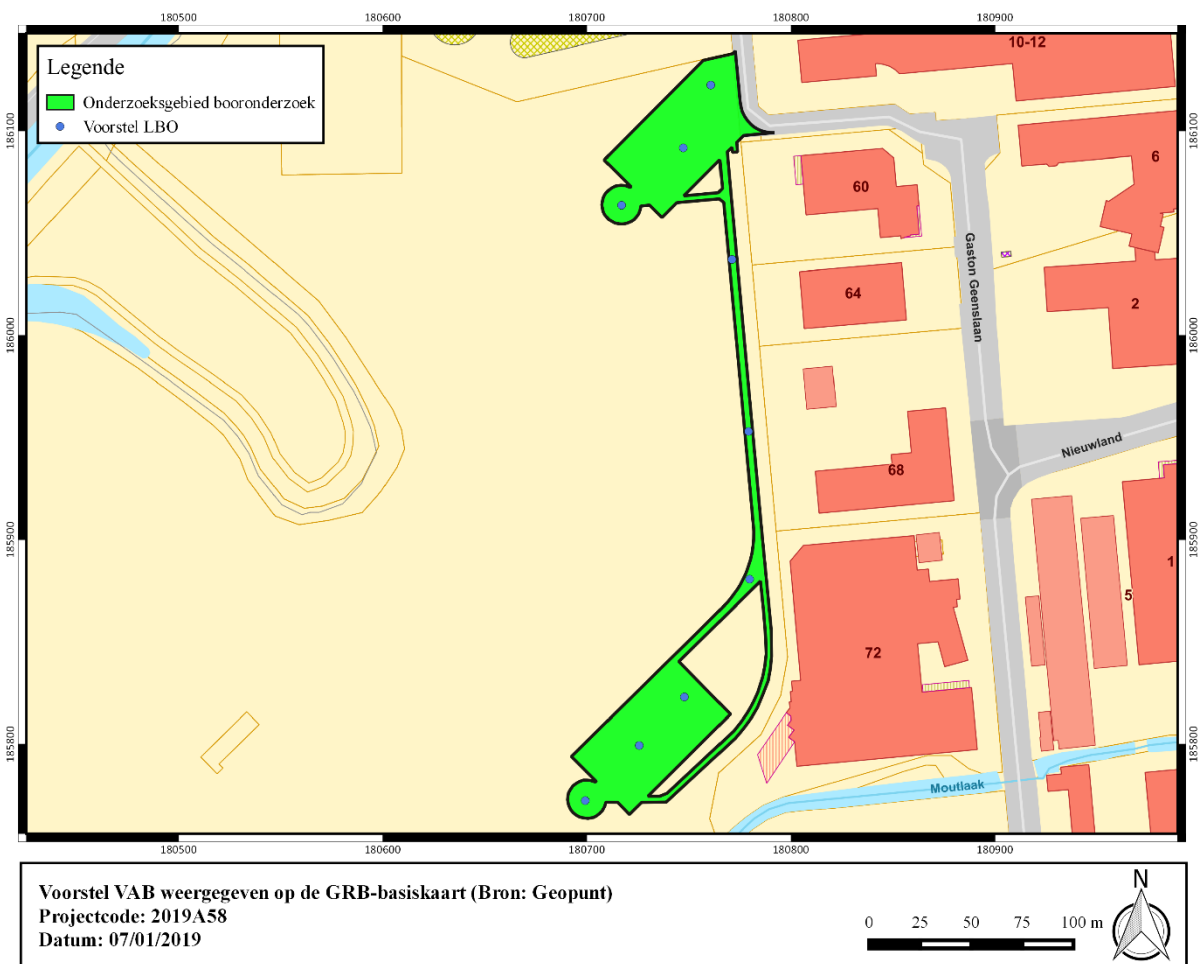 180500 180600 180700 180800 180900
Legende
Onderzoeksgebied booronderzoek
Voorstel LBO
10-12
186100
186100
6
60
Gaston Geenslaan
64
2
186000
186000
68
Nieuwland
185900
185900
1
5
72
185800
185800
Moutlaak
180500 180600 180700 180800 180900
Voorstel VAB weergegeven op de GRB-basiskaart (Bron: Geopunt)
Projectcode: 2019A58
Datum: 07/01/2019
0 25 50 75 100 m
N